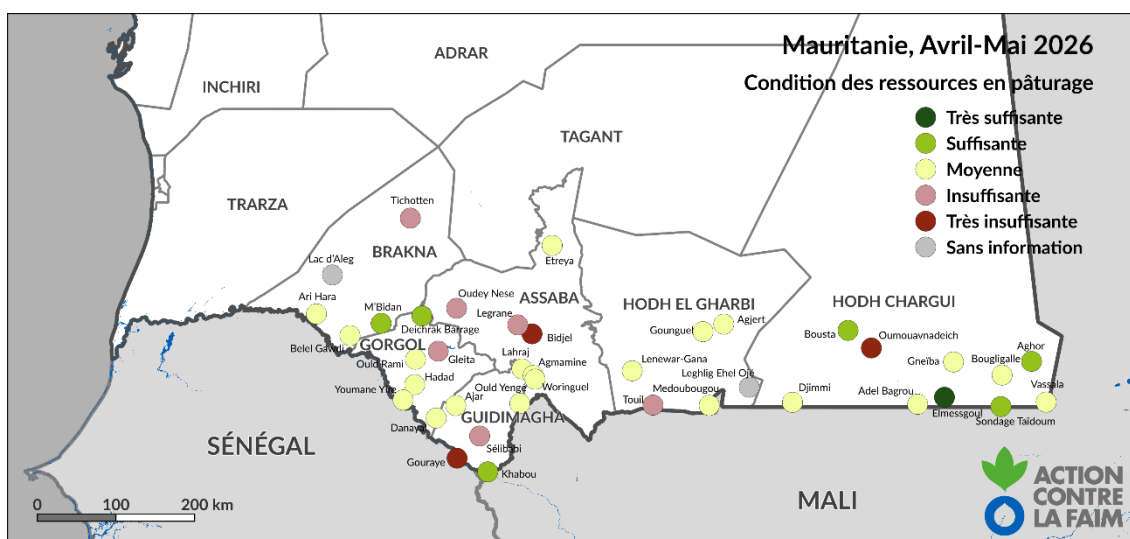 Mauritanie, Avril-Mai 2026
Condition des ressources en pâturage
Très suffisante
Suffisante
Moyenne
Insuffisante
Très insuffisante
Sans information
ADRAR
INCHIRI
TAGANT
TRARZA
Tichotten
BRAKNA
Lac d'Aleg
Etreya
Ari Hara
M'Bidan
Oudey Nese
ASSABA
HODH EL GHARBI
HODH CHARGUI
Legrane
Deichrak Barrage
Bidjel
Gounguel
Agjert
Bousta
Oumouavnadeich
Belel Gawdi
GORGOL
Gleita
Lahraj
Agmamine
Lenewar-Gana
Gneïba
Bougligalle
Aghor
Ould Rami
Hadad
Ould Yenge
Woringuel
Leghlig Ehel Ojé
Youmane Yire
Ajar
Touil
Medoubougou
Djimmi
Adel Bagrou
Vassala
Danayal
GUIDIMAGHA
Elmessgoul
Sondage Taïdoum
Sélibabi
Gouraye
Khabou
SÉNÉGAL
MALI
0 100 200 km
ACTION
CONTRE
LA FAIM